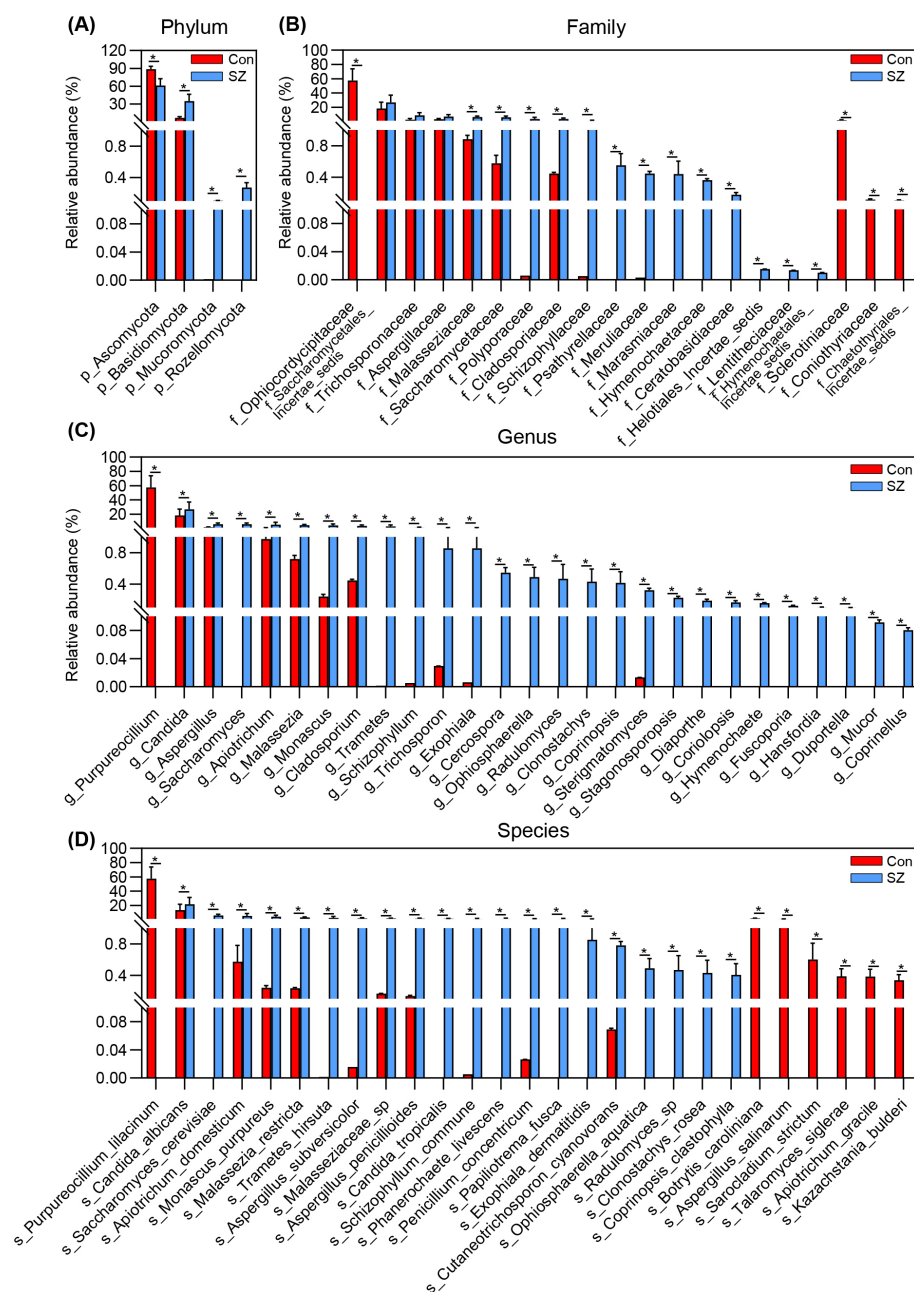 (A) Phylum
Relative abundance (%)
120
90
60
30
0.4
0.08
0.04
0.00
Con
SZ
*
*
*
*
p_Ascomycota
p_Basidiomycota
p_Mucoromycota
p_Rozellomycota
(B) Family
Relative abundance (%)
100
80
60
40
20
0.4
0.08
0.04
0.00
Con
SZ
* * * * * * * * * * * * * * * * * *
f_Ophiocordycipitaceae
f_Saccharomycetales_
Incertae_sedis
f_Trichosporonaceae
f_Aspergillaceae
f_Malasseziaceae
f_Saccharomycetaceae
f_Polyporaceae
f_Cladosporiaceae
f_Schizophyllaceae
f_Psathyrellaceae
f_Meruliaceae
f_Marasmiaceae
f_Hymenochaetaceae
f_Ceratobasidiaceae
f_Helotiales_Incertae_sedis
f_Lentitheciaceae
f_Hymenochaetales_
Incertae_sedis
f_Sclerotiniaceae
f_Coniothyriaceae
f_Chaetothyriales_
Incertae_sedis_
(C) Genus
Relative abundance (%)
100
80
60
40
20
0.8
0.4
0.08
0.04
0.00
Con
SZ
* * * * * * * * * * * * * * * * * * * * * * * * *
g_Purpureocillium
g_Candida
g_Aspergillus
g_Saccharomyces
g_Apiotrichum
g_Malassezia
g_Monascus
g_Cladosporium
g_Trametes
g_Schizophyllum
g_Trichosporon
g_Exophiala
g_Cercospora
g_Ophiosphaerella
g_Radulomyces
g_Clonostachys
g_Coprinopsis
g_Sterigmatomyces
g_Stagonosporopsis
g_Diaporthe
g_Coriolopsis
g_Hymenochaete
g_Fuscoporia
g_Hansfordia
g_Duportella
g_Mucor
g_Coprinellus
(D) Species
100
80
60
40
20
0.8
0.4
0.08
0.04
0.00
Con
SZ
* * * * * * * * * * * * * * * * * * * * * * * * * *
s_Purpureocillium_lilacinum
s_Candida_albicans
s_Saccharomyces_cerevisiae
s_Apiotrichum_domesticum
s_Monascus_purpureus
s_Malassezia_restricta
s_Trametes_hirsuta
s_Aspergillus_subversicolor
s_Malasseziaceae_sp
s_Aspergillus_penicillioides
s_Candida_tropicalis
s_Schizophyllum_commune
s_Phanerochaete_livescens
s_Penicillium_concentricum
s_Papiliotrema_fusca
s_Exophiala_dermatitidis
s_Cutaneotrichosporon_cyanovorans
s_Ophiosphaerella_aquatica
s_Radulomyces_sp
s_Clonostachys_rosea
s_Coprinopsis_clastophylla
s_Botrytis_caroliniana
s_Aspergillus_salinarum
s_Sarocladium_strictum
s_Talaromyces_siglerae
s_Apiotrichum_gracile
s_Kazachstania_bulderi